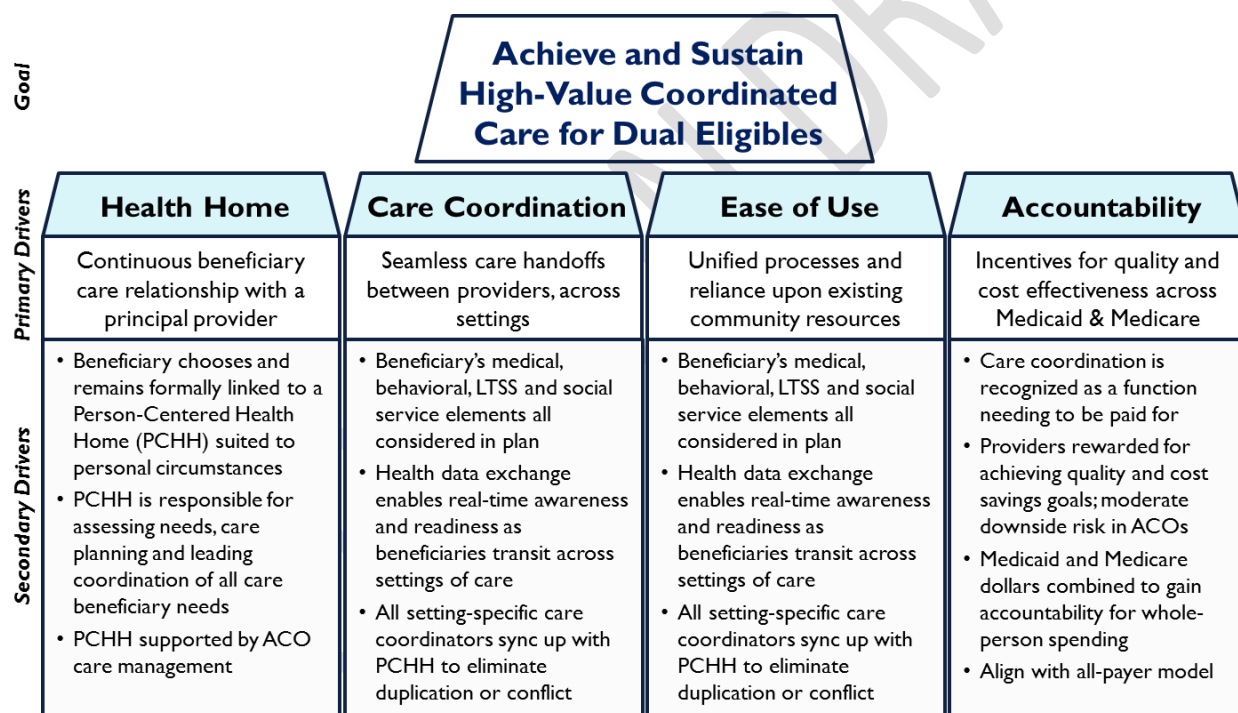 Goal
Achieve and Sustain
High-Value Coordinated
Care for Dual Eligibles
Primary Drivers
Health Home
Continuous beneficiary
care relationship with a
principal provider
Care Coordination
Seamless care handoffs
between providers, across
settings
Ease of Use
Unified processes and
reliance upon existing
community resources
Accountability
Incentives for quality and
cost effectiveness across
Medicaid & Medicare
Secondary Drivers
• Beneficiary chooses and
remains formally linked to a
Person-Centered Health
Home (PCHH) suited to
personal circumstances
• PCHH is responsible for
assessing needs, care
planning and leading
coordination of all care
beneficiary needs
• PCHH supported by ACO
care management
• Beneficiary's medical,
behavioral, LTSS and social
service elements all
considered in plan
• Health data exchange
enables real-time awareness
and readiness as
beneficiaries transit across
settings of care
• All setting-specific care
coordinators sync up with
PCHH to eliminate
duplication or conflict
• Beneficiary's medical,
behavioral, LTSS and social
service elements all
considered in plan
• Health data exchange
enables real-time awareness
and readiness as
beneficiaries transit across
settings of care
• All setting-specific care
coordinators sync up with
PCHH to eliminate
duplication or conflict
• Care coordination is
recognized as a function
needing to be paid for
• Providers rewarded for
achieving quality and cost
savings goals; moderate
downside risk in ACOs
• Medicaid and Medicare
dollars combined to gain
accountability for whole-
person spending
• Align with all-payer model